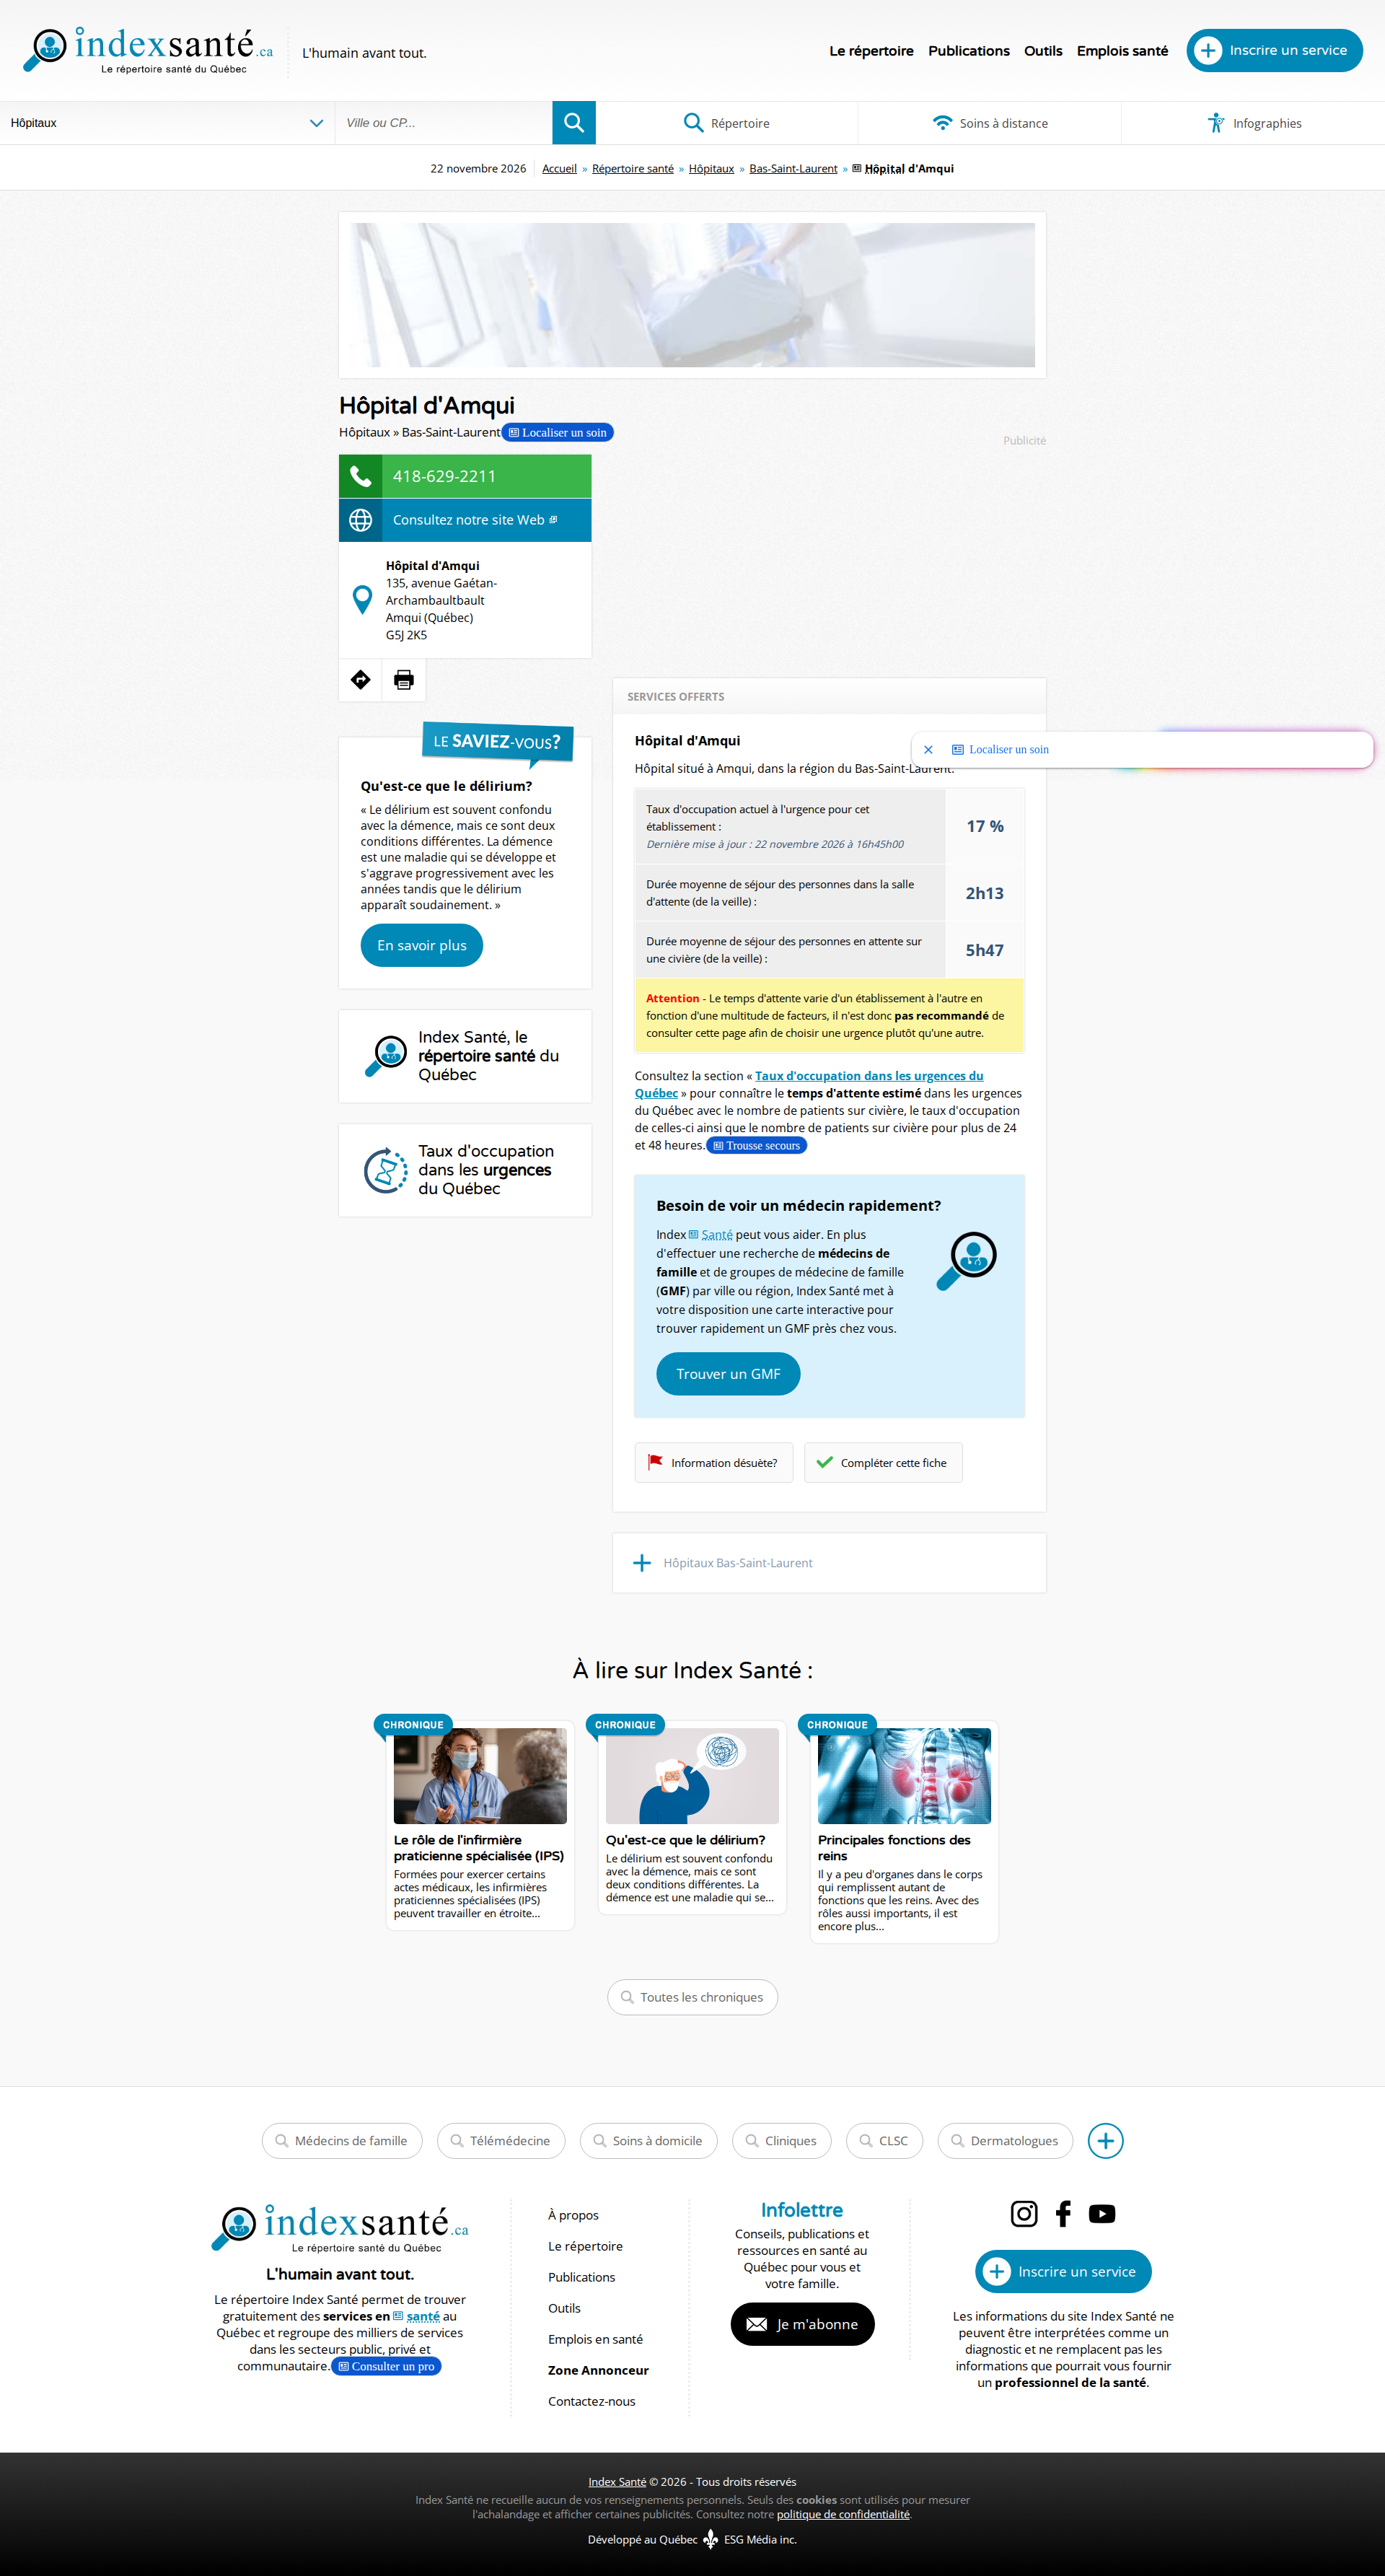 indexsanté.ca
Le répertoire santé du Québec
L'humain avant tout.
Le répertoire
Publications
Outils
Emplois santé
Inscrire un service
Hôpitaux
Ville ou CP...
Répertoire
Soins à distance
Infographies
22 novembre 2026 Accueil » Répertoire santé » Hôpitaux » Bas-Saint-Laurent » Hôpital d'Amqui
Hôpital d'Amqui
Hôpitaux » Bas-Saint-Laurent Localiser un soin
Publicité
418-629-2211
Consultez notre site Web
Hôpital d'Amqui
135, avenue Gaétan-
Archambaultbault
Amqui (Québec)
G5J 2K5
LE SAVIEZ-VOUS?
Qu'est-ce que le délirium?
« Le délirium est souvent confondu
avec la démence, mais ce sont deux
conditions différentes. La démence
est une maladie qui se développe et
s'aggrave progressivement avec les
années tandis que le délirium
apparaît soudainement. »
En savoir plus
Index Santé, le
répertoire santé du
Québec
Taux d'occupation
dans les urgences
du Québec
SERVICES OFFERTS
Hôpital d'Amqui
Localiser un soin
Hôpital situé à Amqui, dans la région du Bas-Saint-Laurent.
Taux d'occupation actuel à l'urgence pour cet
établissement :
Dernière mise à jour : 22 novembre 2026 à 16h45h00
17 %
Durée moyenne de séjour des personnes dans la salle
d'attente (de la veille) :
2h13
Durée moyenne de séjour des personnes en attente sur
une civière (de la veille) :
5h47
Attention - Le temps d'attente varie d'un établissement à l'autre en
fonction d'une multitude de facteurs, il n'est donc pas recommandé de
consulter cette page afin de choisir une urgence plutôt qu'une autre.
Consultez la section « Taux d'occupation dans les urgences du
Québec » pour connaître le temps d'attente estimé dans les urgences
du Québec avec le nombre de patients sur civière, le taux d'occupation
de celles-ci ainsi que le nombre de patients sur civière pour plus de 24
et 48 heures. Trousse secours
Besoin de voir un médecin rapidement?
Index Santé peut vous aider. En plus
d'effectuer une recherche de médecins de
famille et de groupes de médecine de famille
(GMF) par ville ou région, Index Santé met à
votre disposition une carte interactive pour
trouver rapidement un GMF près chez vous.
Trouver un GMF
Information désuète?
Compléter cette fiche
Hôpitaux Bas-Saint-Laurent
À lire sur Index Santé :
CHRONIQUE
Le rôle de l'infirmière
praticienne spécialisée (IPS)
Formées pour exercer certains
actes médicaux, les infirmières
praticiennes spécialisées (IPS)
peuvent travailler en étroite...
CHRONIQUE
Qu'est-ce que le délirium?
Le délirium est souvent confondu
avec la démence, mais ce sont
deux conditions différentes. La
démence est une maladie qui se...
CHRONIQUE
Principales fonctions des
reins
Il y a peu d'organes dans le corps
qui remplissent autant de
fonctions que les reins. Avec des
rôles aussi importants, il est
encore plus...
Toutes les chroniques
Médecins de famille
Télémédecine
Soins à domicile
Cliniques
CLSC
Dermatologues
indexsanté.ca
Le répertoire santé du Québec
L'humain avant tout.
Le répertoire Index Santé permet de trouver
gratuitement des services en santé au
Québec et regroupe des milliers de services
dans les secteurs public, privé et
communautaire. Consulter un pro
À propos
Le répertoire
Publications
Outils
Emplois en santé
Zone Annonceur
Contactez-nous
Infolettre
Conseils, publications et
ressources en santé au
Québec pour vous et
votre famille.
Je m'abonne
Inscrire un service
Les informations du site Index Santé ne
peuvent être interprétées comme un
diagnostic et ne remplacent pas les
informations que pourrait vous fournir
un professionnel de la santé.
Index Santé © 2026 - Tous droits réservés
Index Santé ne recueille aucun de vos renseignements personnels. Seuls des cookies sont utilisés pour mesurer
l'achalandage et afficher certaines publicités. Consultez notre politique de confidentialité.
Développé au Québec ESG Média inc.